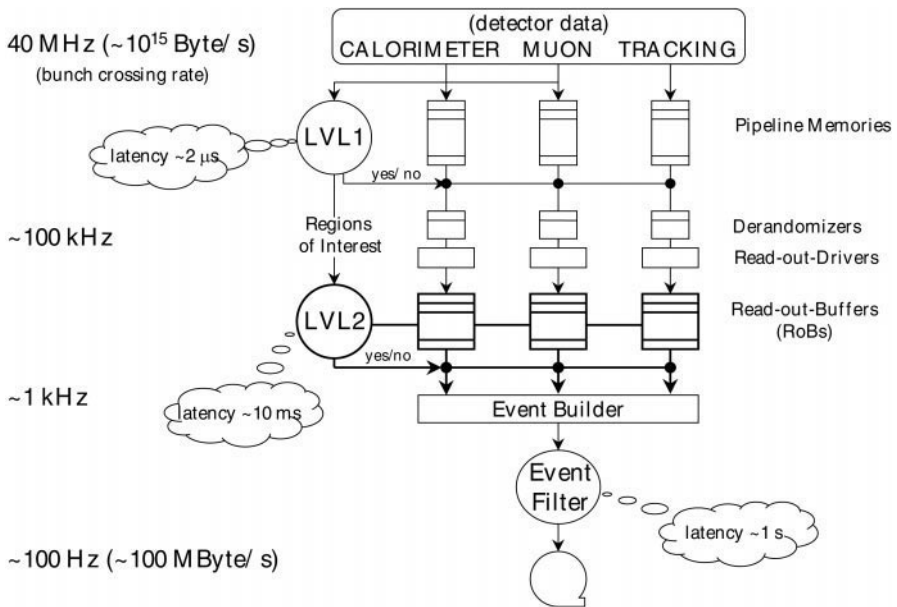 (detector data)
40 MHz (~10¹⁵ Byte/ s)
CALORIMETER MUON TRACKING
(bunch crossing rate)
LVL1
Pipeline Memories
latency ~2 µs
yes/ no
Regions
of Interest
Derandomizers
~100 kHz
Read-out-Drivers
LVL2
Read-out-Buffers
(RoBs)
yes/no
~1 kHz
latency ~10 ms
Event Builder
Event
Filter
latency ~1 s
~100 Hz (~100 MByte/ s)